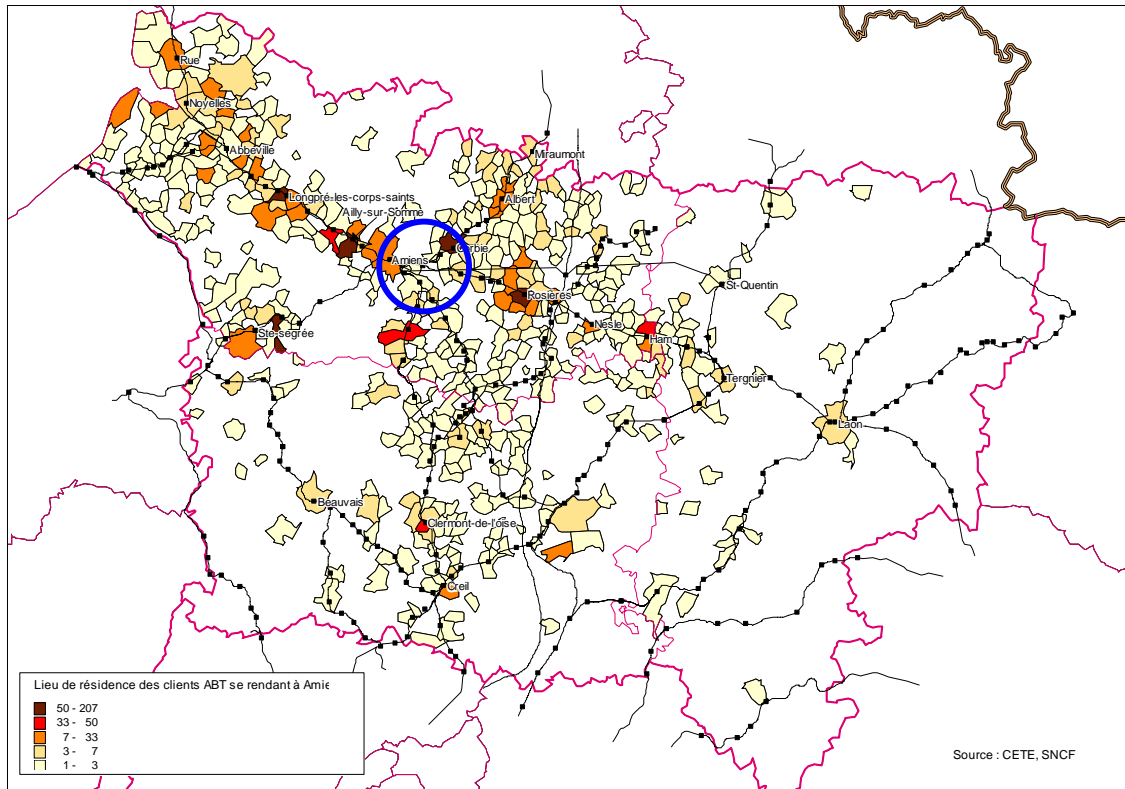 Rue
Noyelles
Abbeville
Miraumont
Longpré-les-corps-saints
Albert
Ailly-sur-Somme
Corbie
Amiens
St-Quentin
Rosières
Nesle
Ste-segrée
Ham
Tergnier
Laon
Beauvais
Clermont-de-l'oise
Creil
Lieu de résidence des clients ABT se rendant à Amie
50 - 207
33 - 50
7 - 33
3 - 7
1 - 3
Source : CETE, SNCF